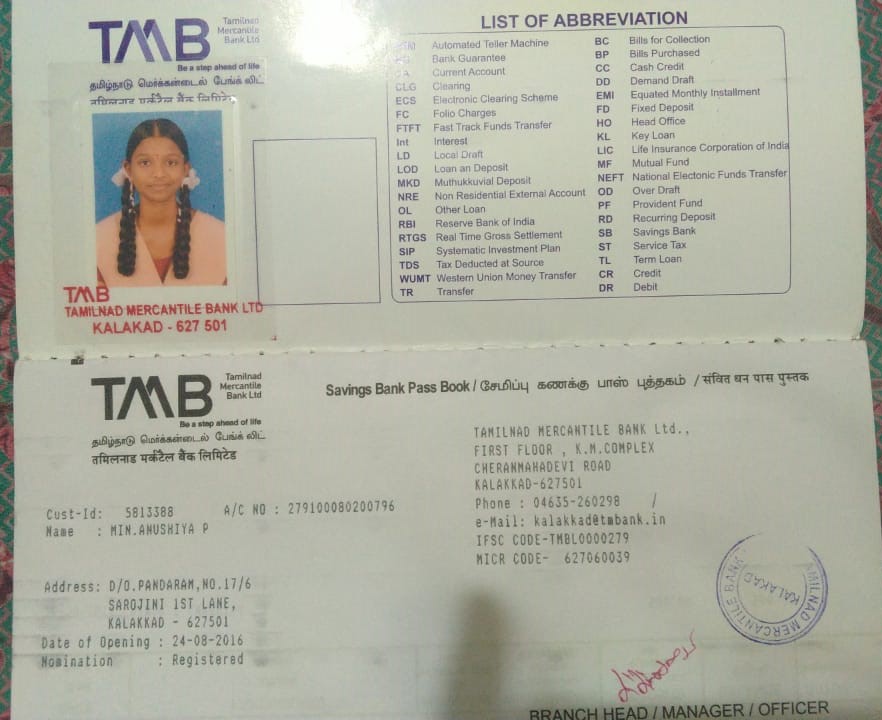 TMB
Tamilnad
Mercantile
Bank Ltd
Be a step ahead of life
தமிழ்நாடு மெர்க்கன்டைல் பேங்க் லிட்
तमिलनाड मर्कटैल बैंक लिमिटेड
TMB
TAMILNAD MERCANTILE BANK LTD
KALAKAD - 627 501
LIST OF ABBREVIATION
Automated Teller Machine
Bank Guarantee
Current Account
CLG Clearing
ECS Electronic Clearing Scheme
FC Folio Charges
FTFT Fast Track Funds Transfer
Int Interest
LD Local Draft
LOD Loan an Deposit
MKD Muthukkuvial Deposit
NRE Non Residential External Account
OL Other Loan
RBI Reserve Bank of India
RTGS Real Time Gross Settlement
SIP Systematic Investment Plan
TDS Tax Deducted at Source
WUMT Western Union Money Transfer
TR Transfer
BC Bills for Collection
BP Bills Purchased
CC Cash Credit
DD Demand Draft
EMI Equated Monthly Installment
FD Fixed Deposit
HO Head Office
KL Key Loan
LIC Life Insurance Corporation of India
MF Mutual Fund
NEFT National Electonic Funds Transfer
OD Over Draft
PF Provident Fund
RD Recurring Deposit
SB Savings Bank
ST Service Tax
TL Term Loan
CR Credit
DR Debit
TMB
Tamilnad
Mercantile
Bank Ltd
Be a step ahead of life
தமிழ்நாடு மெர்க்கன்டைல் பேங்க் லிட்
तमिलनाड मर्कटैल बैंक लिमिटेड
Savings Bank Pass Book / சேமிப்பு கணக்கு பாஸ் புத்தகம் / संचित धन पास पुस्तक
TAMILNAD MERCANTILE BANK Ltd.,
FIRST FLOOR , K.M.COMPLEX
CHERANMAHADEVI ROAD
KALAKKAD-627501
Phone : 04635-260298 /
e-Mail: kalakkad@tmbank.in
IFSC CODE-TMBL0000279
MICR CODE- 627060039
Cust-Id: 5813388 A/C NO : 279100080200796
Name : MIN.ANUSHIYA P
Address: D/O.PANDARAM,NO.17/6
SAROJINI 1ST LANE,
KALAKKAD - 627501
Date of Opening : 24-08-2016
Nomination : Registered
TAMILNAD MERCANTILE BANK
KALAKAD
BRANCH HEAD / MANAGER / OFFICER